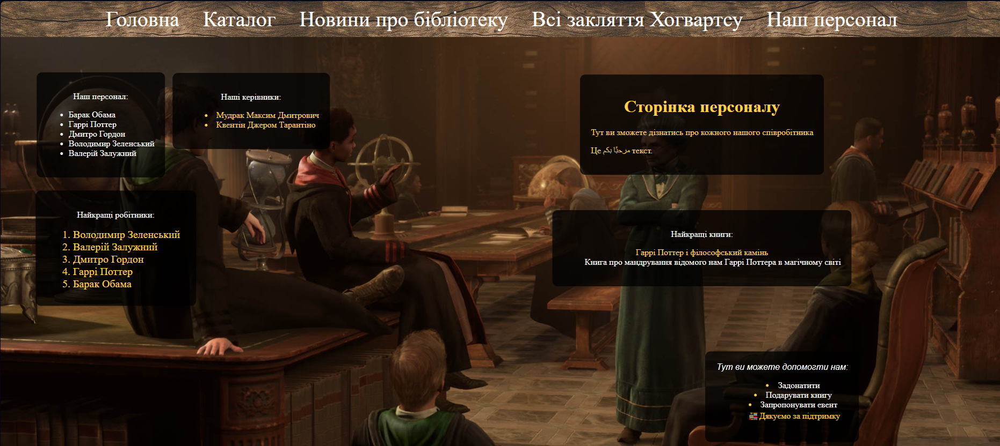 Головна Каталог Новини про бібліотеку Всі закляття Хогвартсу Наш персонал
Наш персонал:
• Барак Обама
• Гаррі Поттер
• Дмитро Гордон
• Володимир Зеленський
• Валерій Залужний
Наші керівники:
• Мудрак Максим Дмитрович
• Квентін Джером Тарантіно
Найкращі робітники:
1. Володимир Зеленський
2. Валерій Залужний
3. Дмитро Гордон
4. Гаррі Поттер
5. Барак Обама
Сторінка персоналу
Тут ви зможете дізнатись про кожного нашого співробітника
Це مرحبًا بكم текст.
Найкращі книги:
Гаррі Поттер і філософський камінь
Книга про мандрування відомого нам Гаррі Поттера в магічному світі
Тут ви можете допомогти нам:
• Задонатити
• Подарувати книгу
• Запропонувати евент
🚂 Дякуємо за підтримку